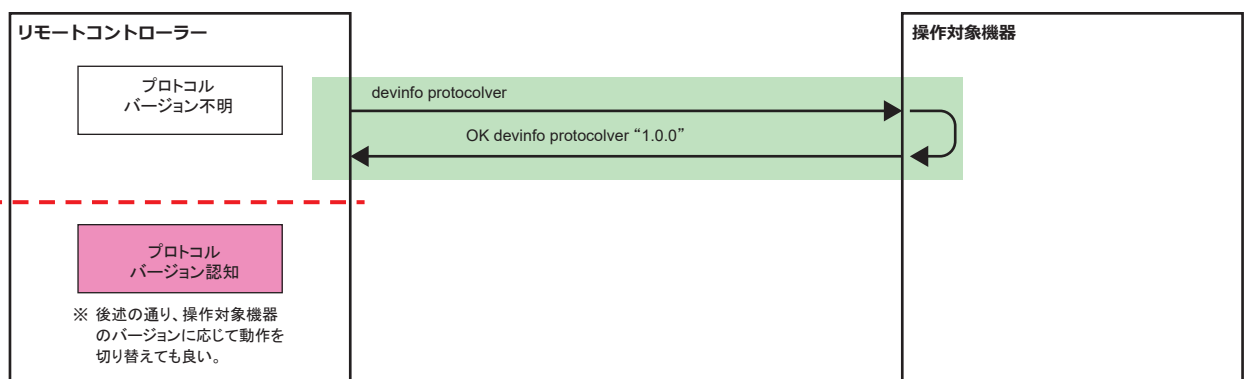 リモートコントローラー
操作対象機器
プロトコル
バージョン不明
devinfo protocolver
OK devinfo protocolver “1.0.0”
プロトコル
バージョン認知
※ 後述の通り、操作対象機器
のバージョンに応じて動作を
切り替えても良い。